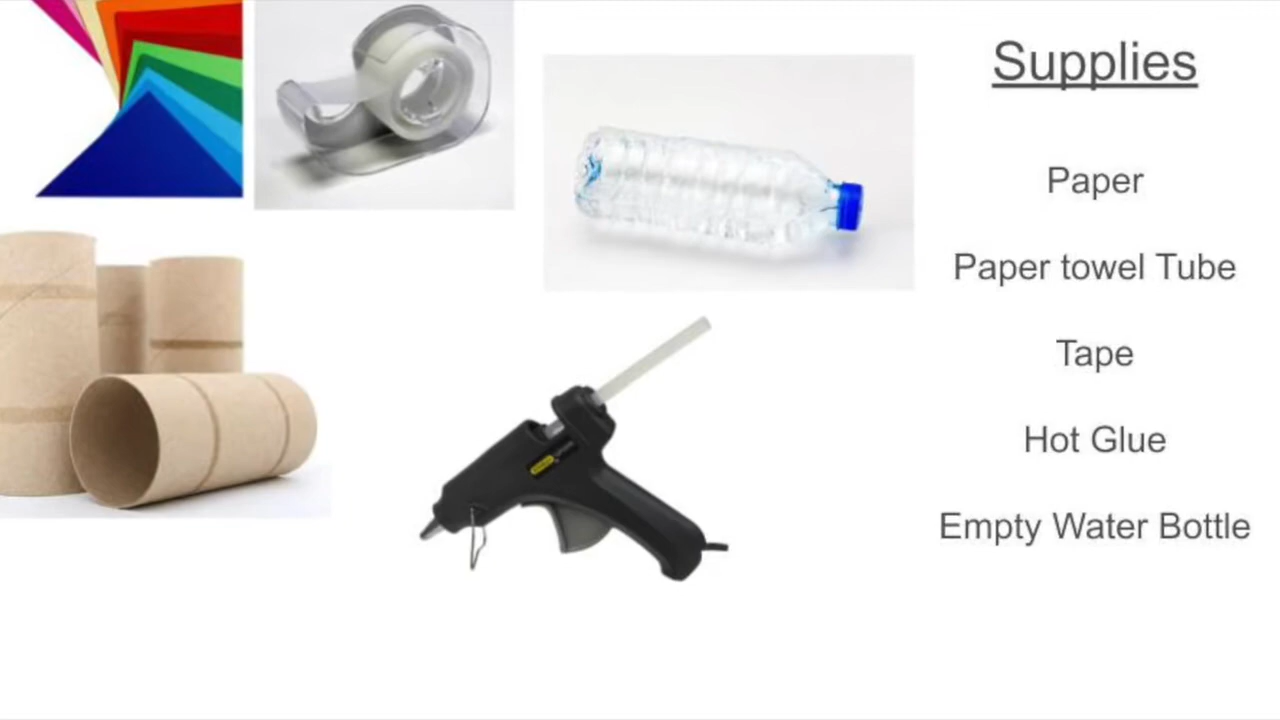 Supplies
Paper
Paper towel Tube
Tape
Hot Glue
Empty Water Bottle